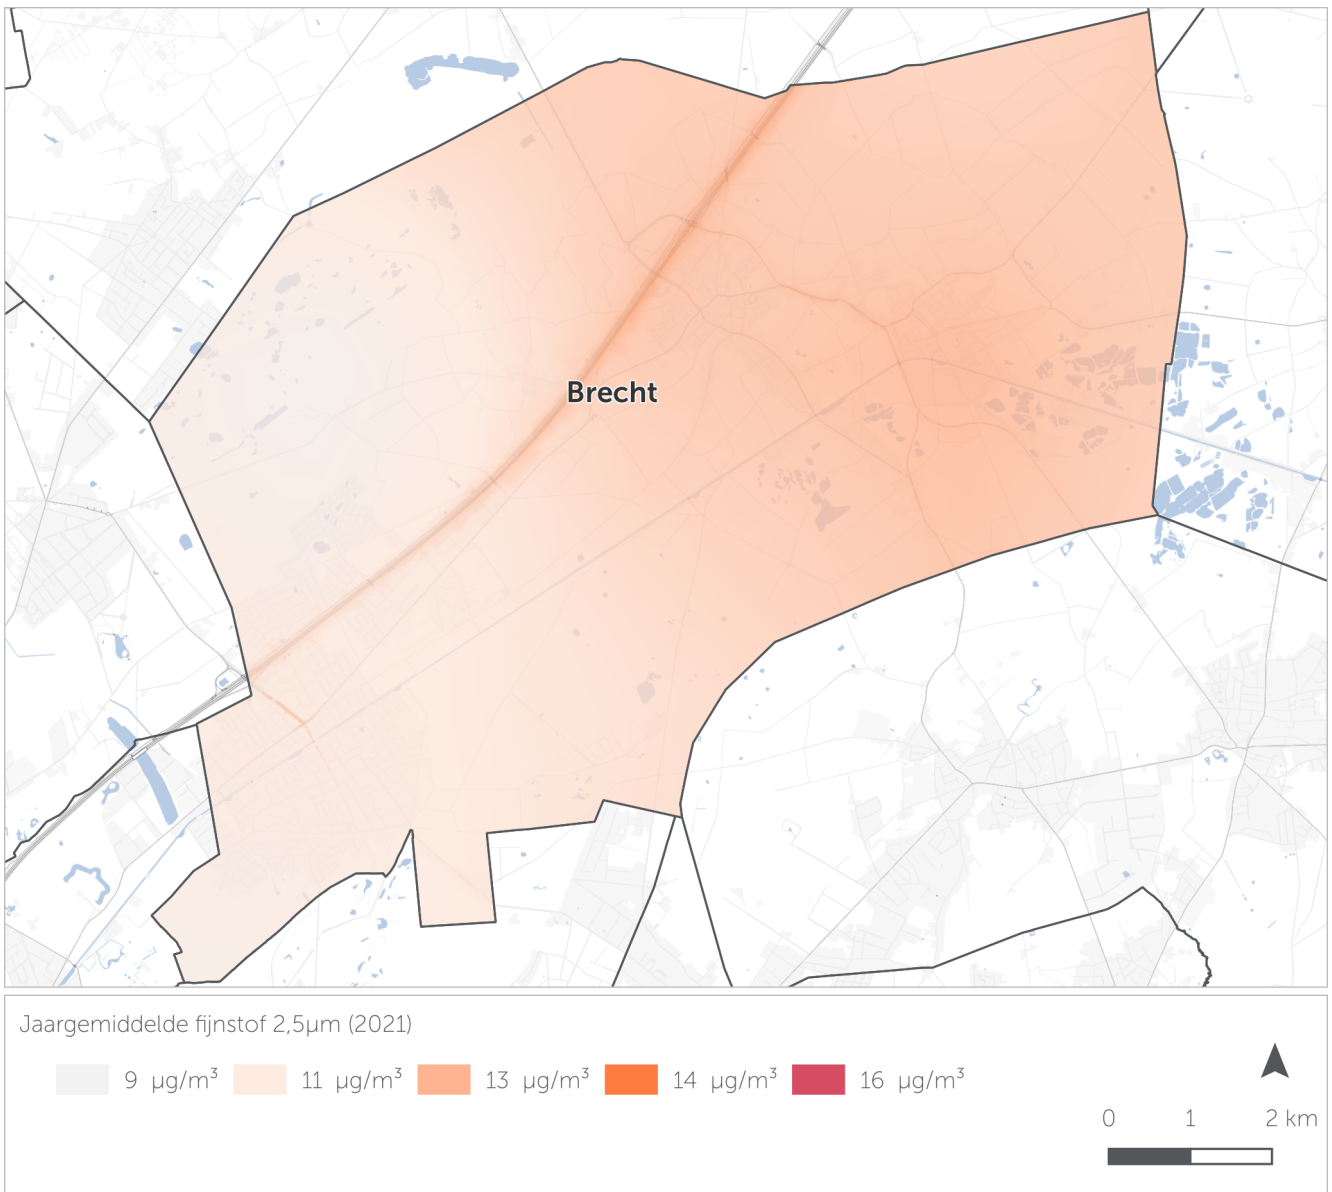 Brecht
Jaargemiddelde fijnstof 2,5µm (2021)
9 µg/m³ 11 µg/m³ 13 µg/m³ 14 µg/m³ 16 µg/m³
0 1 2 km